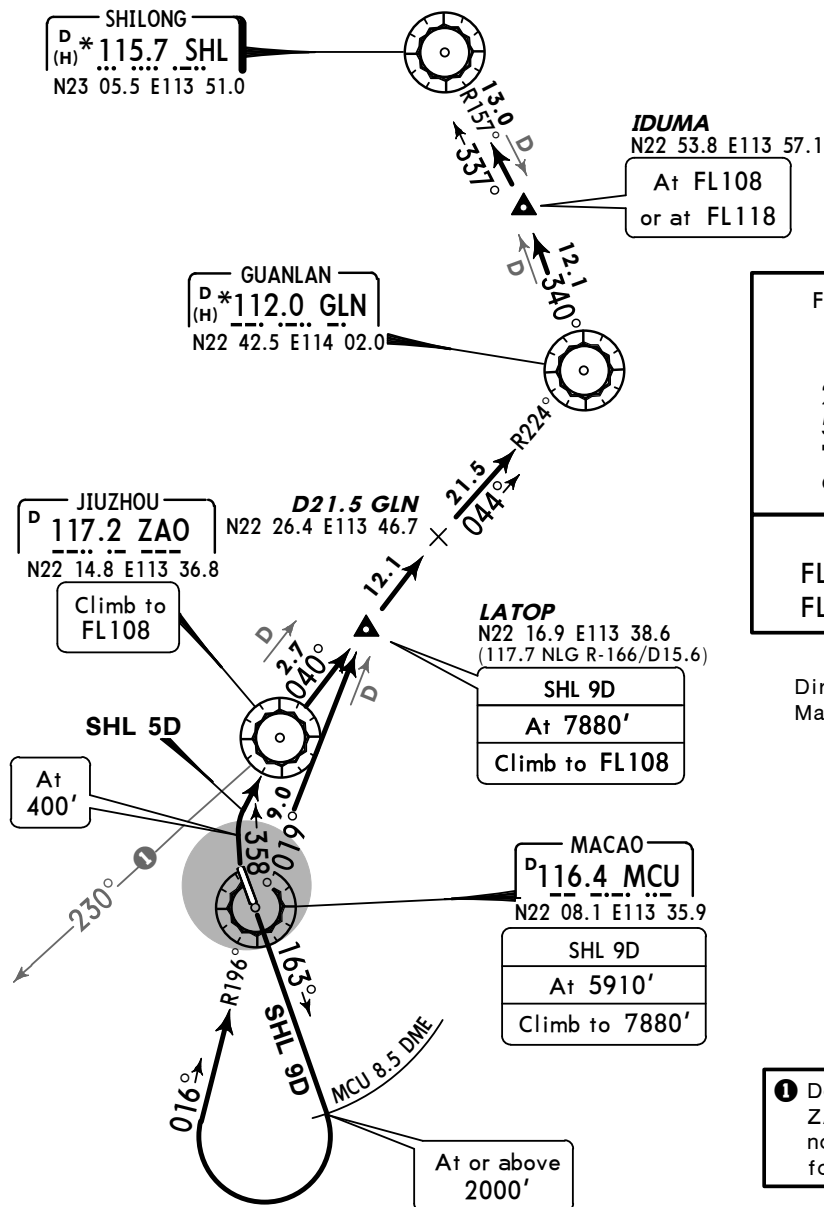 SHILONG
D (H) *115.7 SHL
N23 05.5 E113 51.0
13.0
R157°
D
337°
IDUMA
N22 53.8 E113 57.1
At FL108
or at FL118
12.1
D
340°
GUANLAN
D (H) *112.0 GLN
N22 42.5 E114 02.0
R224°
21.5
044°
D21.5 GLN
N22 26.4 E113 46.7
JIUZHOU
D 117.2 ZAO
N22 14.8 E113 36.8
Climb to
FL108
12.1
LATOP
N22 16.9 E113 38.6
(117.7 NLG R-166/D15.6)
SHL 9D
At 7880'
Climb to FL108
D
2.7
040°
D
SHL 5D
At
400'
9.0
019°
358°
1
230°
MACAO
D 116.4 MCU
N22 08.1 E113 35.9
SHL 9D
At 5910'
Climb to 7880'
R196°
163°
SHL 9D
MCU 8.5 DME
016°
At or above
2000'
F
FL
FL
Dir
Ma
1 D
Z
no
fo